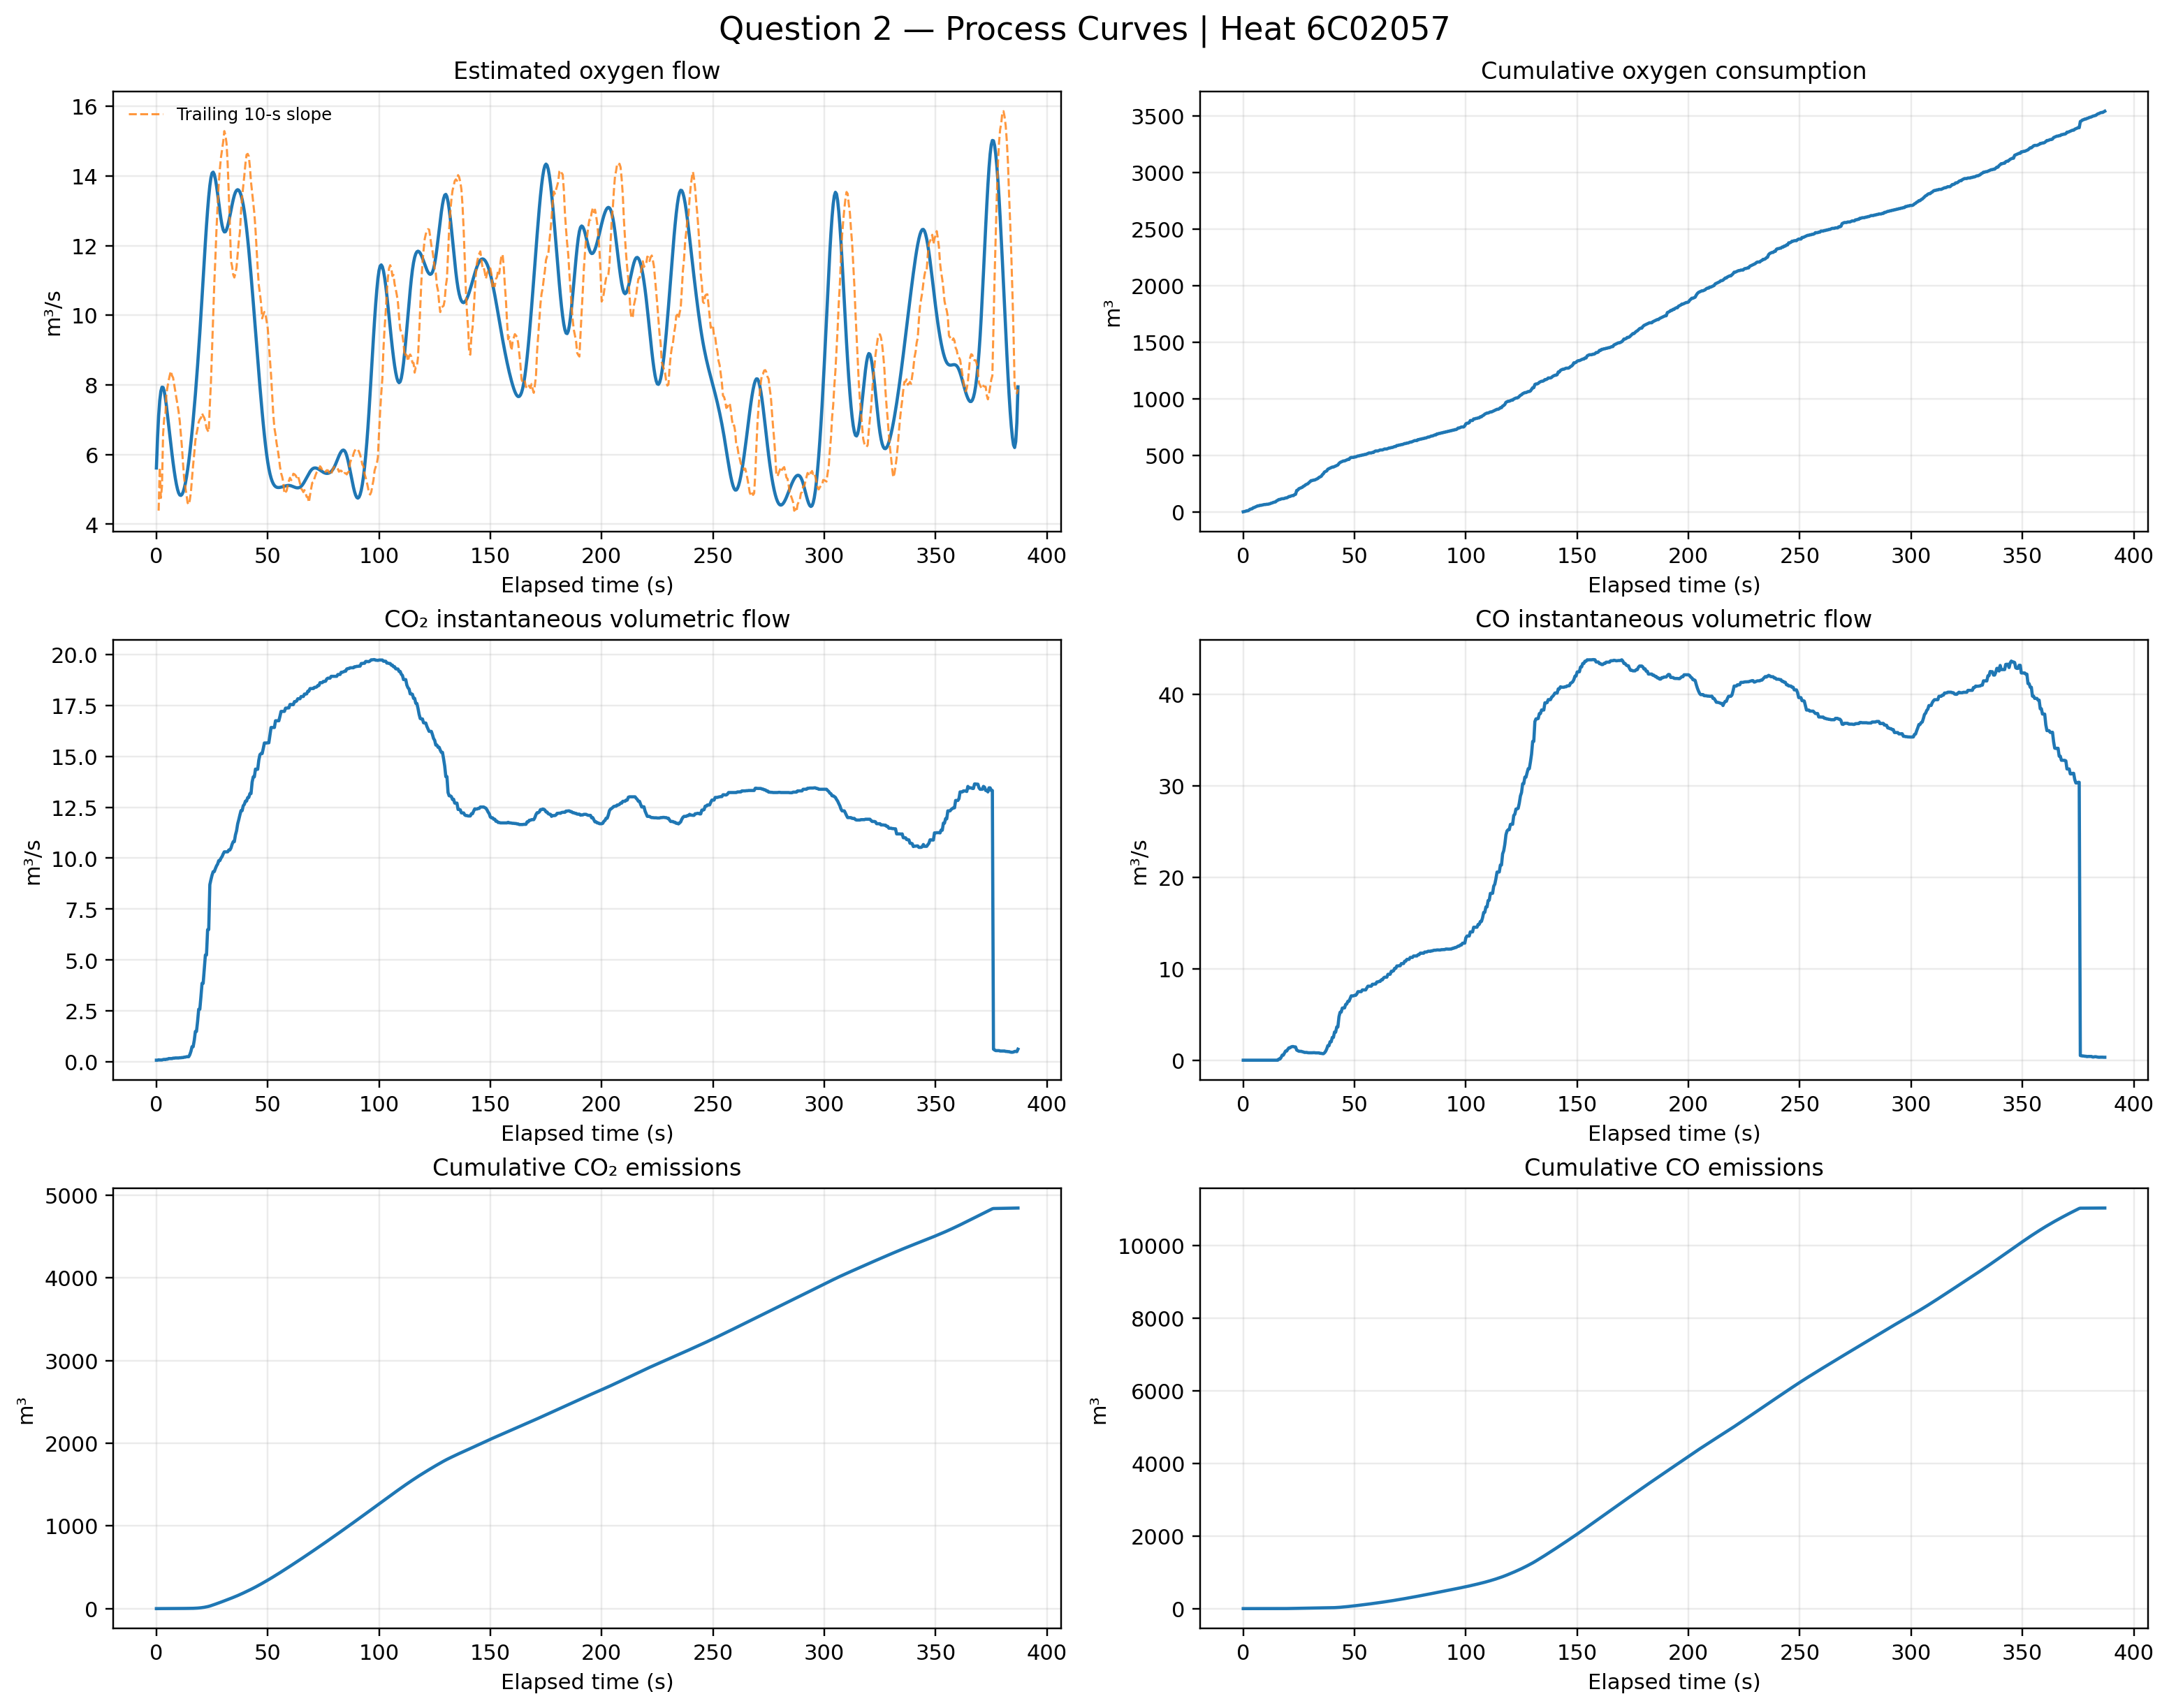 Question 2 — Process Curves | Heat 6C02057
Estimated oxygen flow
Trailing 10-s slope
m³/s
16
14
12
10
8
6
4
0 50 100 150 200 250 300 350 400
Elapsed time (s)
Cumulative oxygen consumption
m³
3500
3000
2500
2000
1500
1000
500
0
0 50 100 150 200 250 300 350 400
Elapsed time (s)
CO₂ instantaneous volumetric flow
m³/s
20.0
17.5
15.0
12.5
10.0
7.5
5.0
2.5
0.0
0 50 100 150 200 250 300 350 400
Elapsed time (s)
CO instantaneous volumetric flow
m³/s
40
30
20
10
0
0 50 100 150 200 250 300 350 400
Elapsed time (s)
Cumulative CO₂ emissions
m³
5000
4000
3000
2000
1000
0
0 50 100 150 200 250 300 350 400
Elapsed time (s)
Cumulative CO emissions
m³
10000
8000
6000
4000
2000
0
0 50 100 150 200 250 300 350 400
Elapsed time (s)